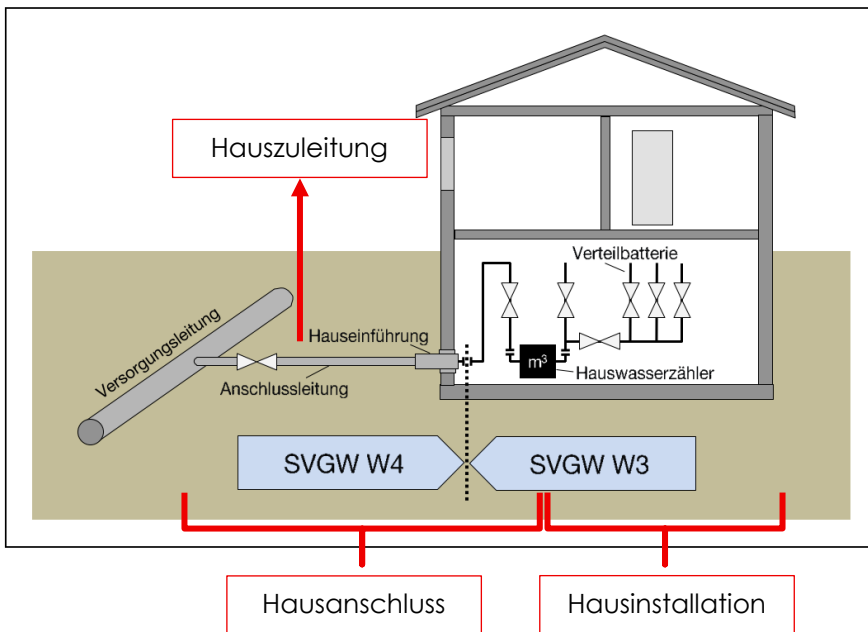 Hauszuleitung
Verteilbatterie
Versorgungsleitung
Hauseinführung
m³
Anschlussleitung
Hauswasserzähler
SVGW W4
SVGW W3
Hausanschluss
Hausinstallation